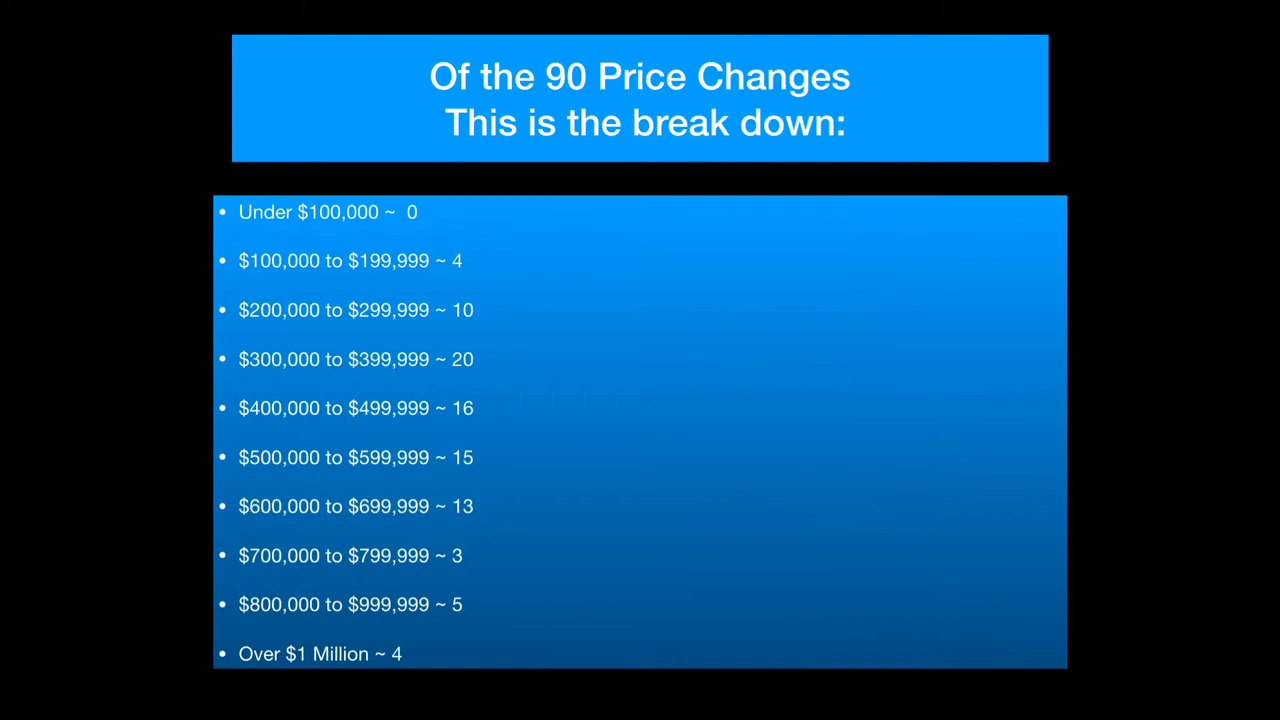 Of the 90 Price Changes
This is the break down:
• Under $100,000 ~  0
• $100,000 to $199,999 ~ 4
• $200,000 to $299,999 ~ 10
• $300,000 to $399,999 ~ 20
• $400,000 to $499,999 ~ 16
• $500,000 to $599,999 ~ 15
• $600,000 to $699,999 ~ 13
• $700,000 to $799,999 ~ 3
• $800,000 to $999,999 ~ 5
• Over $1 Million ~ 4